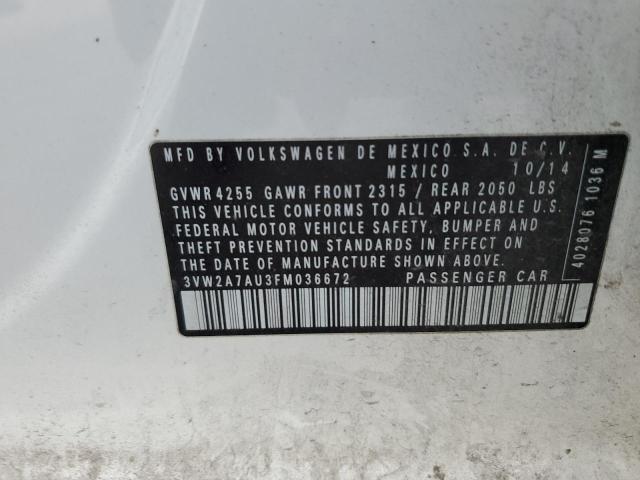 MFD BY VOLKSWAGEN DE MEXICO S.A. DE C.V.
MEXICO 10/14
GVWR 4255 GAWR FRONT 2315 / REAR 2050 LBS
THIS VEHICLE CONFORMS TO ALL APPLICABLE U.S.
FEDERAL MOTOR VEHICLE SAFETY, BUMPER AND
THEFT PREVENTION STANDARDS IN EFFECT ON
THE DATE OF MANUFACTURE SHOWN ABOVE.
3VW2A7AU3FM036672 PASSENGER CAR
4028076 1036 M